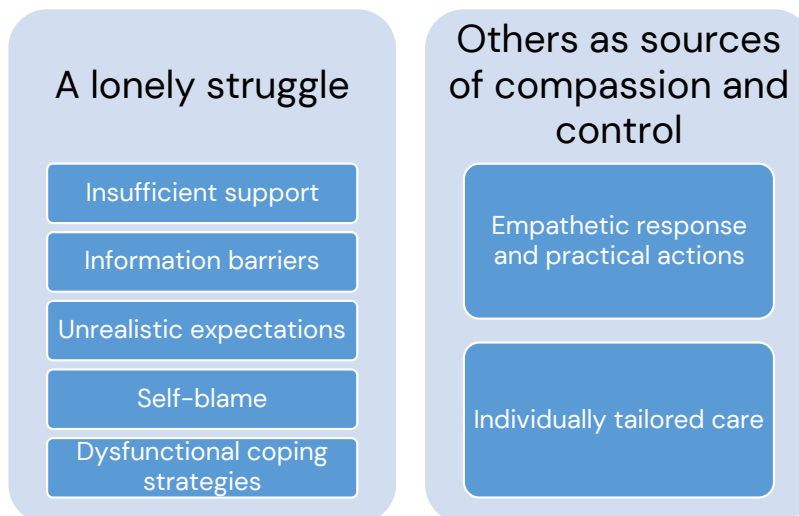 A lonely struggle
Insufficient support
Information barriers
Unrealistic expectations
Self-blame
Dysfunctional coping
strategies
Others as sources
of compassion and
control
Empathetic response
and practical actions
Individually tailored care